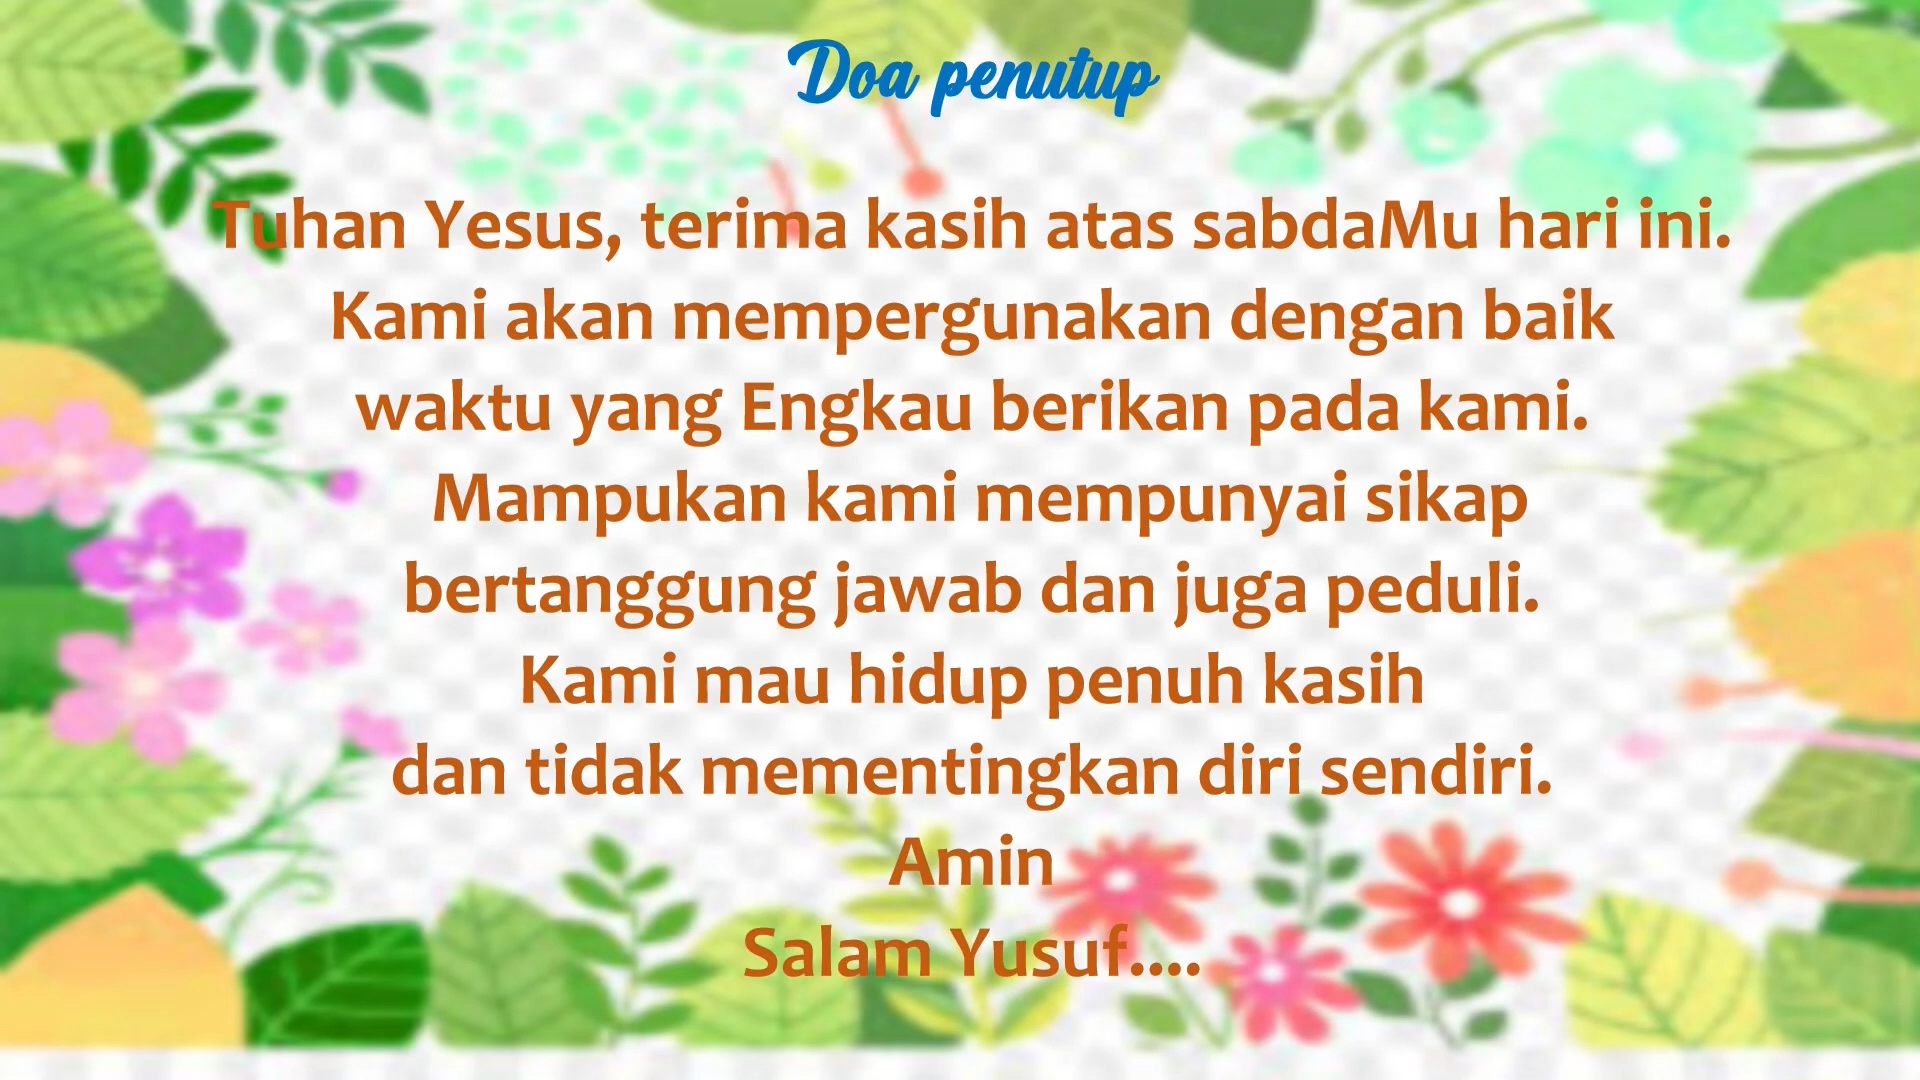 Doa penutup
Tuhan Yesus, terima kasih atas sabdaMu hari ini.
Kami akan mempergunakan dengan baik
waktu yang Engkau berikan pada kami.
Mampukan kami mempunyai sikap
bertanggung jawab dan juga peduli.
Kami mau hidup penuh kasih
dan tidak mementingkan diri sendiri.
Amin
Salam Yusuf....